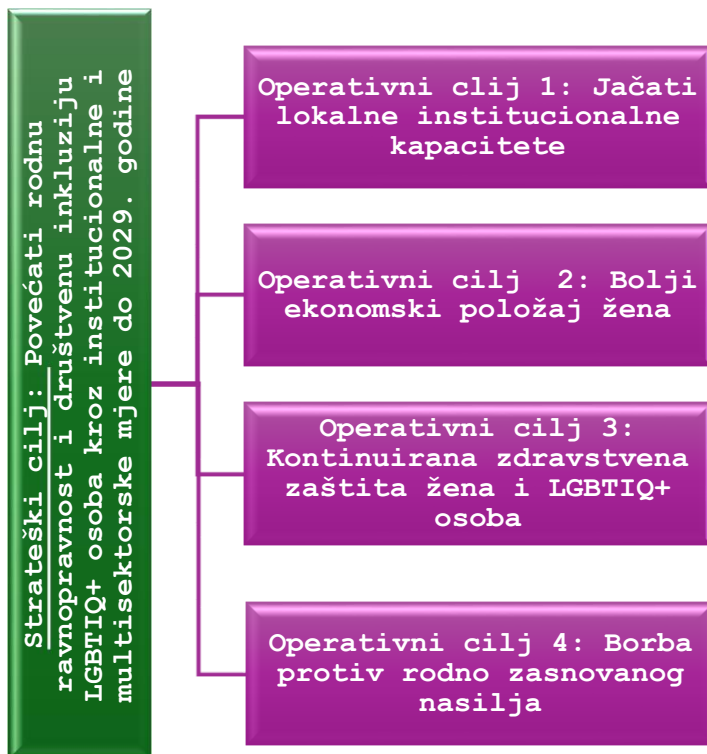 Strateški cilj: Povećati rodnu
ravnopravnost i društvenu inkluziju
LGBTIQ+ osoba kroz institucionalne i
multisektorske mjere do 2029. godine
Operativni clij 1: Jačati
lokalne institucionalne
kapacitete
Operativni cilj  2: Bolji
ekonomski položaj žena
Operativni cilj 3:
Kontinuirana zdravstvena
zaštita žena i LGBTIQ+
osoba
Operativni cilj 4: Borba
protiv rodno zasnovanog
nasilja